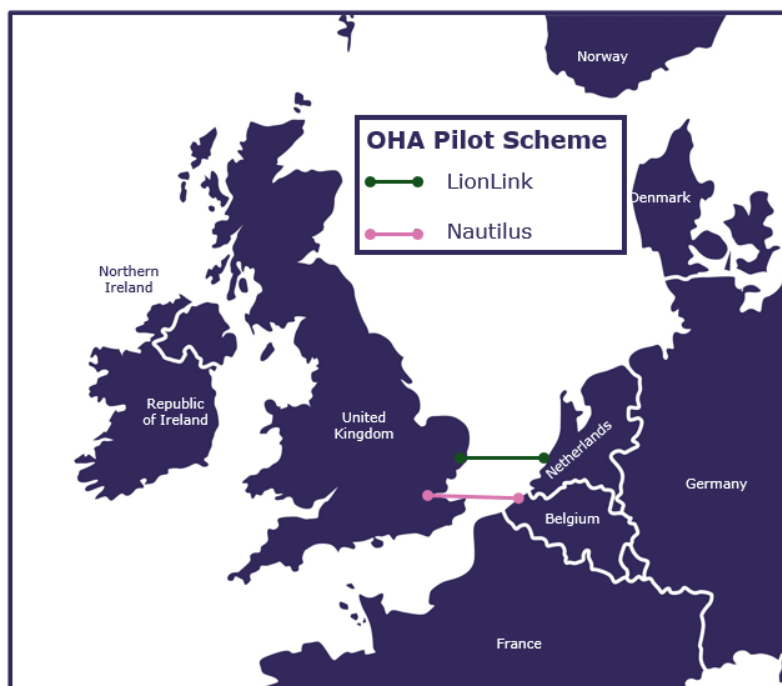 Norway
OHA Pilot Scheme
LionLink
Nautilus
Denmark
Northern
Ireland
Republic
of Ireland
United
Kingdom
Netherlands
Germany
Belgium
France